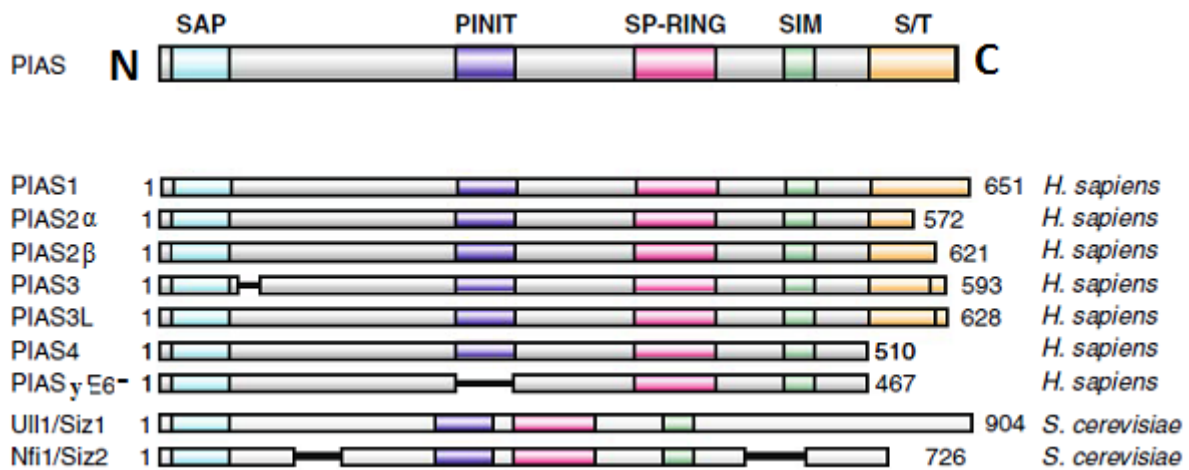 SAP PINIT SP-RING SIM S/T
PIAS N C
PIAS1 1 651 H. sapiens
PIAS2α 1 572 H. sapiens
PIAS2β 1 621 H. sapiens
PIAS3 1 593 H. sapiens
PIAS3L 1 628 H. sapiens
PIAS4 1 510 H. sapiens
PIASy E6- 1 467 H. sapiens
Ull1/Siz1 1 904 S. cerevisiae
Nfi1/Siz2 1 726 S. cerevisiae